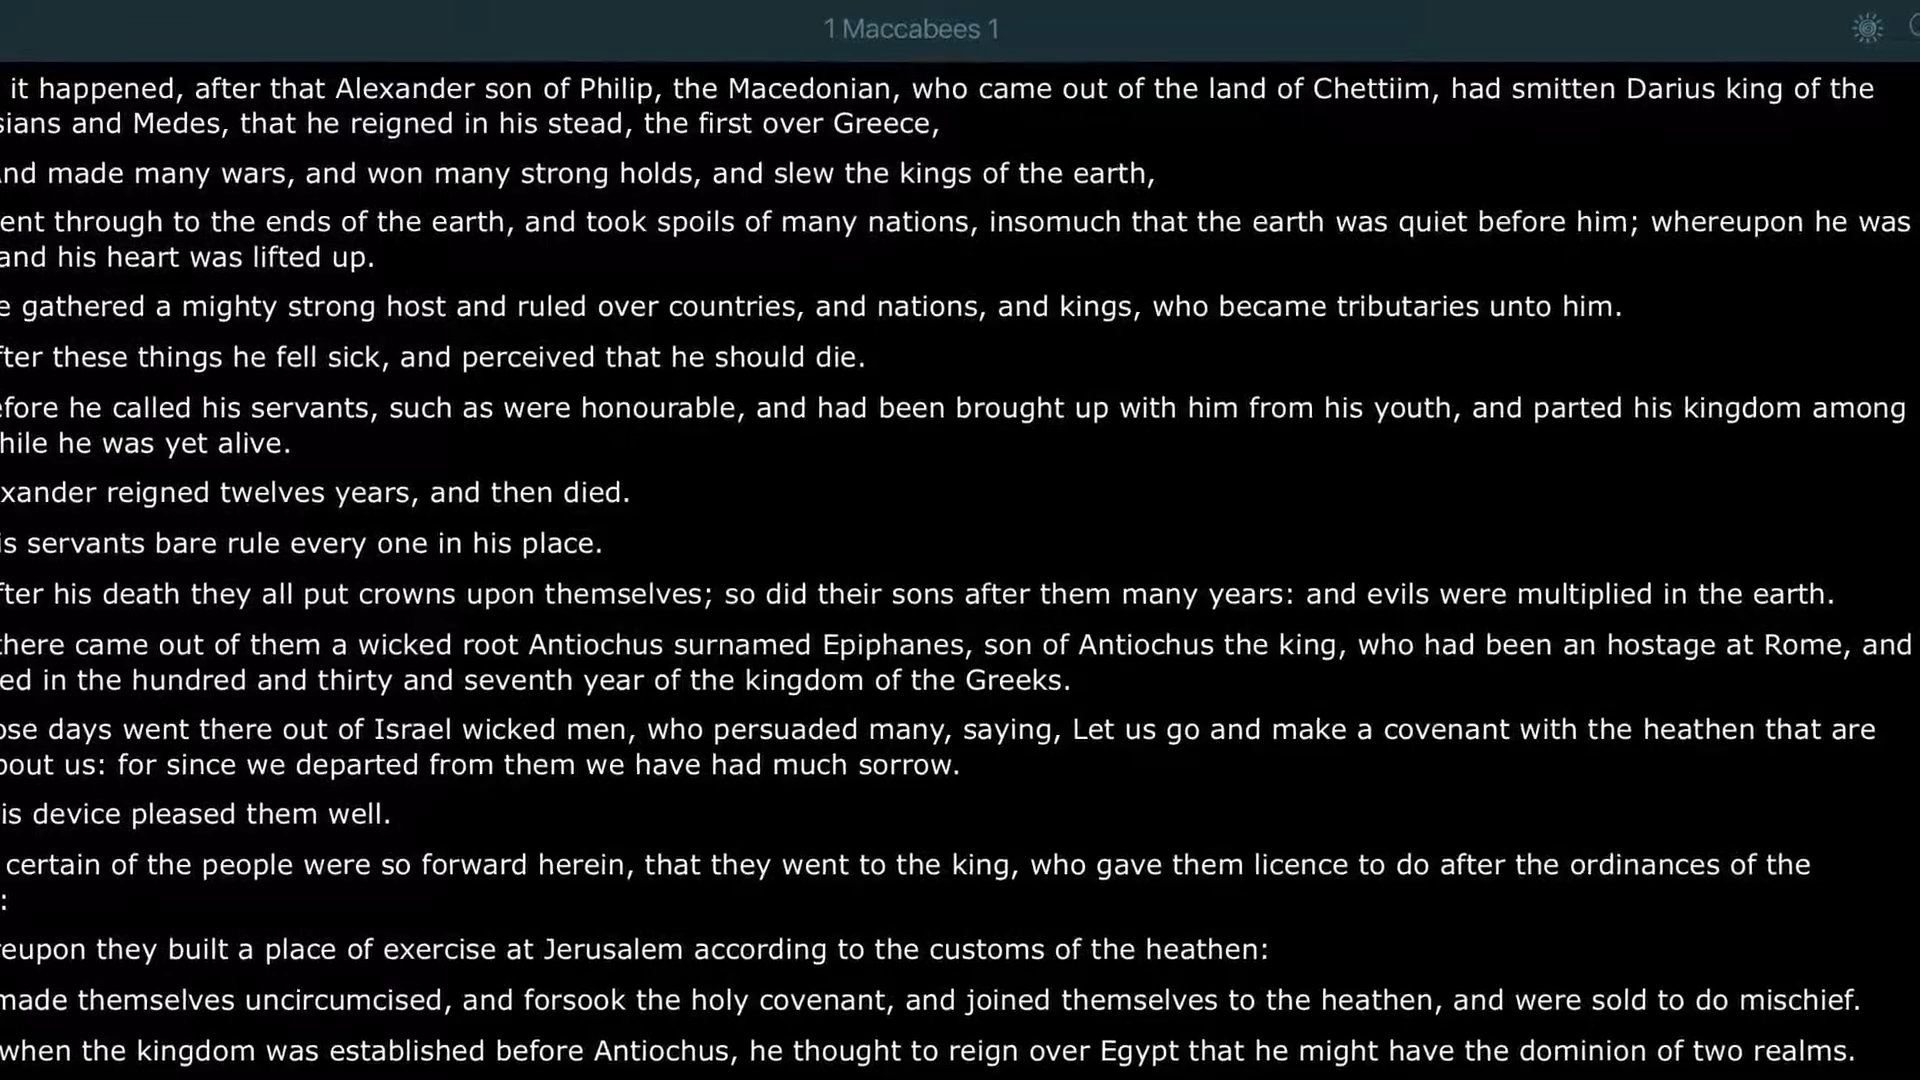 1 Maccabees 1
it happened, after that Alexander son of Philip, the Macedonian, who came out of the land of Chettiim, had smitten Darius king of the
sians and Medes, that he reigned in his stead, the first over Greece,
nd made many wars, and won many strong holds, and slew the kings of the earth,
ent through to the ends of the earth, and took spoils of many nations, insomuch that the earth was quiet before him; whereupon he was
and his heart was lifted up.
e gathered a mighty strong host and ruled over countries, and nations, and kings, who became tributaries unto him.
fter these things he fell sick, and perceived that he should die.
efore he called his servants, such as were honourable, and had been brought up with him from his youth, and parted his kingdom among
hile he was yet alive.
xander reigned twelves years, and then died.
is servants bare rule every one in his place.
fter his death they all put crowns upon themselves; so did their sons after them many years: and evils were multiplied in the earth.
there came out of them a wicked root Antiochus surnamed Epiphanes, son of Antiochus the king, who had been an hostage at Rome, and
ed in the hundred and thirty and seventh year of the kingdom of the Greeks.
ose days went there out of Israel wicked men, who persuaded many, saying, Let us go and make a covenant with the heathen that are
bout us: for since we departed from them we have had much sorrow.
is device pleased them well.
certain of the people were so forward herein, that they went to the king, who gave them licence to do after the ordinances of the
:
eupon they built a place of exercise at Jerusalem according to the customs of the heathen:
made themselves uncircumcised, and forsook the holy covenant, and joined themselves to the heathen, and were sold to do mischief.
when the kingdom was established before Antiochus, he thought to reign over Egypt that he might have the dominion of two realms.